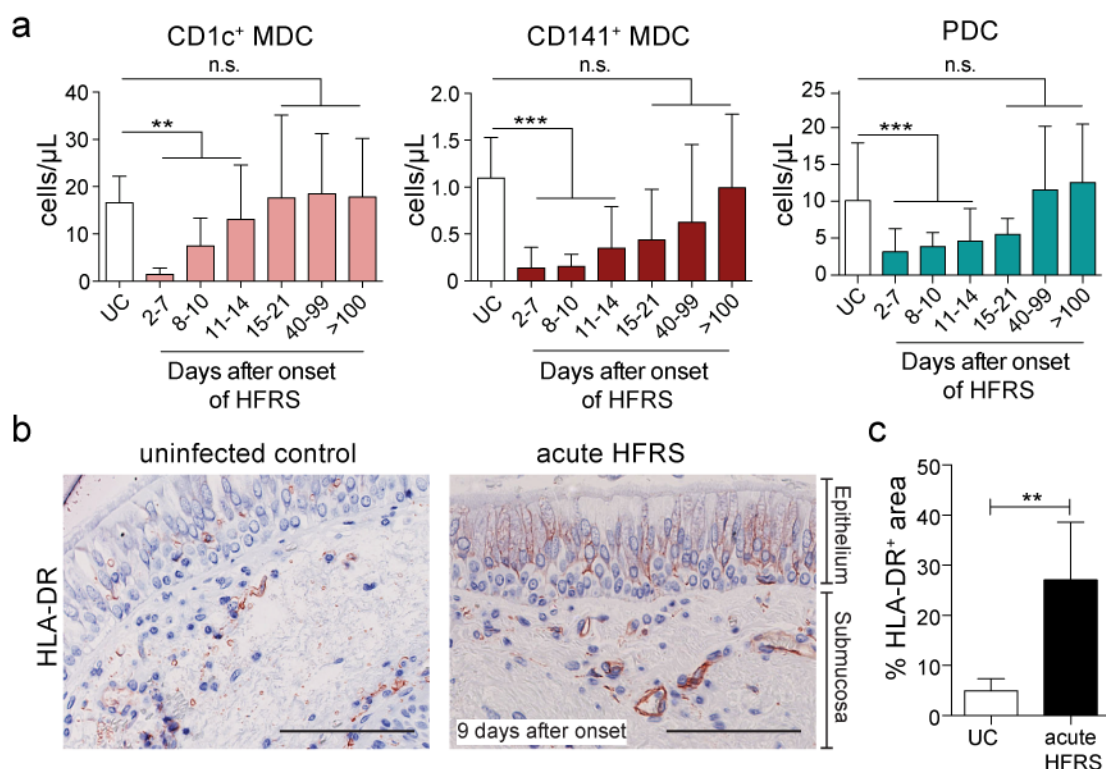 a
CD1c⁺ MDC
n.s.
**
cells/µL
40
30
20
10
0
UC
2-7
8-10
11-14
15-21
40-99
>100
Days after onset
of HFRS
CD141⁺ MDC
n.s.
***
cells/µL
2.0
1.5
1.0
0.5
0
UC
2-7
8-10
11-14
15-21
40-99
>100
Days after onset
of HFRS
PDC
n.s.
***
cells/µL
25
20
15
10
5
0
UC
2-7
8-10
11-14
15-21
40-99
>100
Days after onset
of HFRS
b
uninfected control
acute HFRS
HLA-DR
9 days after onset
Epithelium
Submucosa
c
**
% HLA-DR⁺ area
50
40
30
20
10
0
UC
acute
HFRS